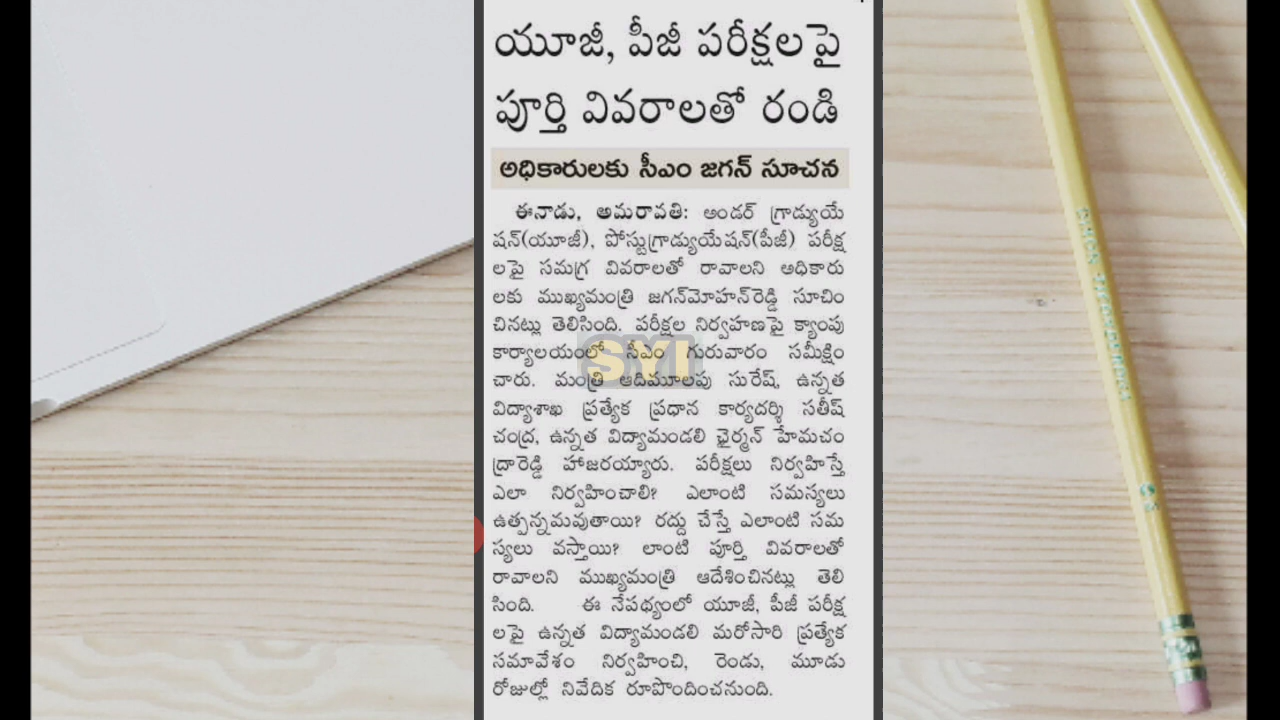 యూజీ, పీజీ పరీక్షలపై
పూర్తి వివరాలతో రండి
అధికారులకు సీఎం జగన్ సూచన
ఈనాడు, అమరావతి: అండర్ గ్రాడ్యుయే
షన్(యూజీ), పోస్టుగ్రాడ్యుయేషన్(పీజీ) పరీక్ష
లపై సమగ్ర వివరాలతో రావాలని అధికారు
లకు ముఖ్యమంత్రి జగన్‌మోహన్‌రెడ్డి సూచిం
చినట్లు తెలిసింది. పరీక్షల నిర్వహణపై క్యాంపు
కార్యాలయంలో సీఎం గురువారం సమీక్షిం
చారు. మంత్రి ఆదిమూలపు సురేష్, ఉన్నత
విద్యాశాఖ ప్రత్యేక ప్రధాన కార్యదర్శి సతీష్
చంద్ర, ఉన్నత విద్యామండలి ఛైర్మన్ హేమచం
ద్రారెడ్డి హాజరయ్యారు. పరీక్షలు నిర్వహిస్తే
ఎలా నిర్వహించాలి? ఎలాంటి సమస్యలు
ఉత్పన్నమవుతాయి? రద్దు చేస్తే ఎలాంటి సమ
స్యలు వస్తాయి? లాంటి పూర్తి వివరాలతో
రావాలని ముఖ్యమంత్రి ఆదేశించినట్లు తెలి
సింది. ఈ నేపథ్యంలో యూజీ, పీజీ పరీక్ష
లపై ఉన్నత విద్యామండలి మరోసారి ప్రత్యేక
సమావేశం నిర్వహించి, రెండు, మూడు
రోజుల్లో నివేదిక రూపొందించనుంది.
SYI